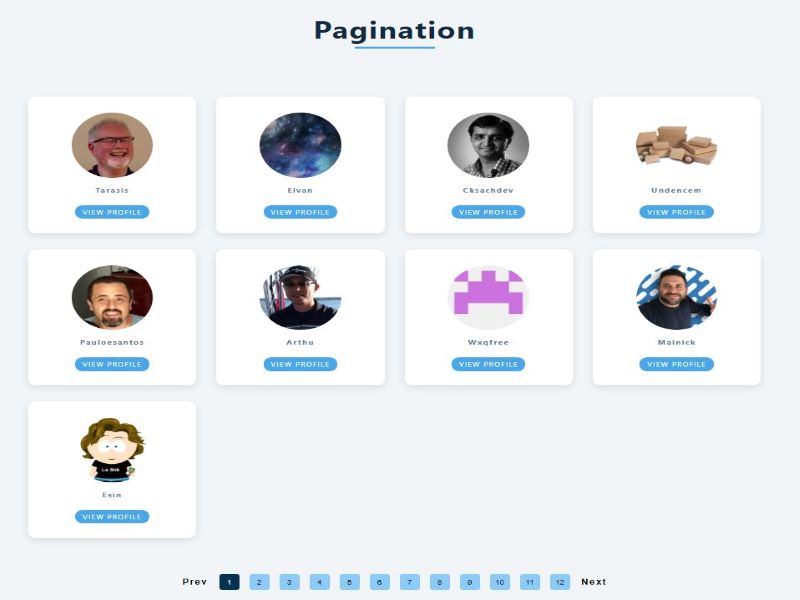 Pagination
Tarasis
VIEW PROFILE
Elvan
VIEW PROFILE
Cksachdev
VIEW PROFILE
Undencem
VIEW PROFILE
Pauloesantos
VIEW PROFILE
Arthu
VIEW PROFILE
Wxqfree
VIEW PROFILE
Mainick
VIEW PROFILE
Esin
VIEW PROFILE
Prev 1 2 3 4 5 6 7 8 9 10 11 12 Next